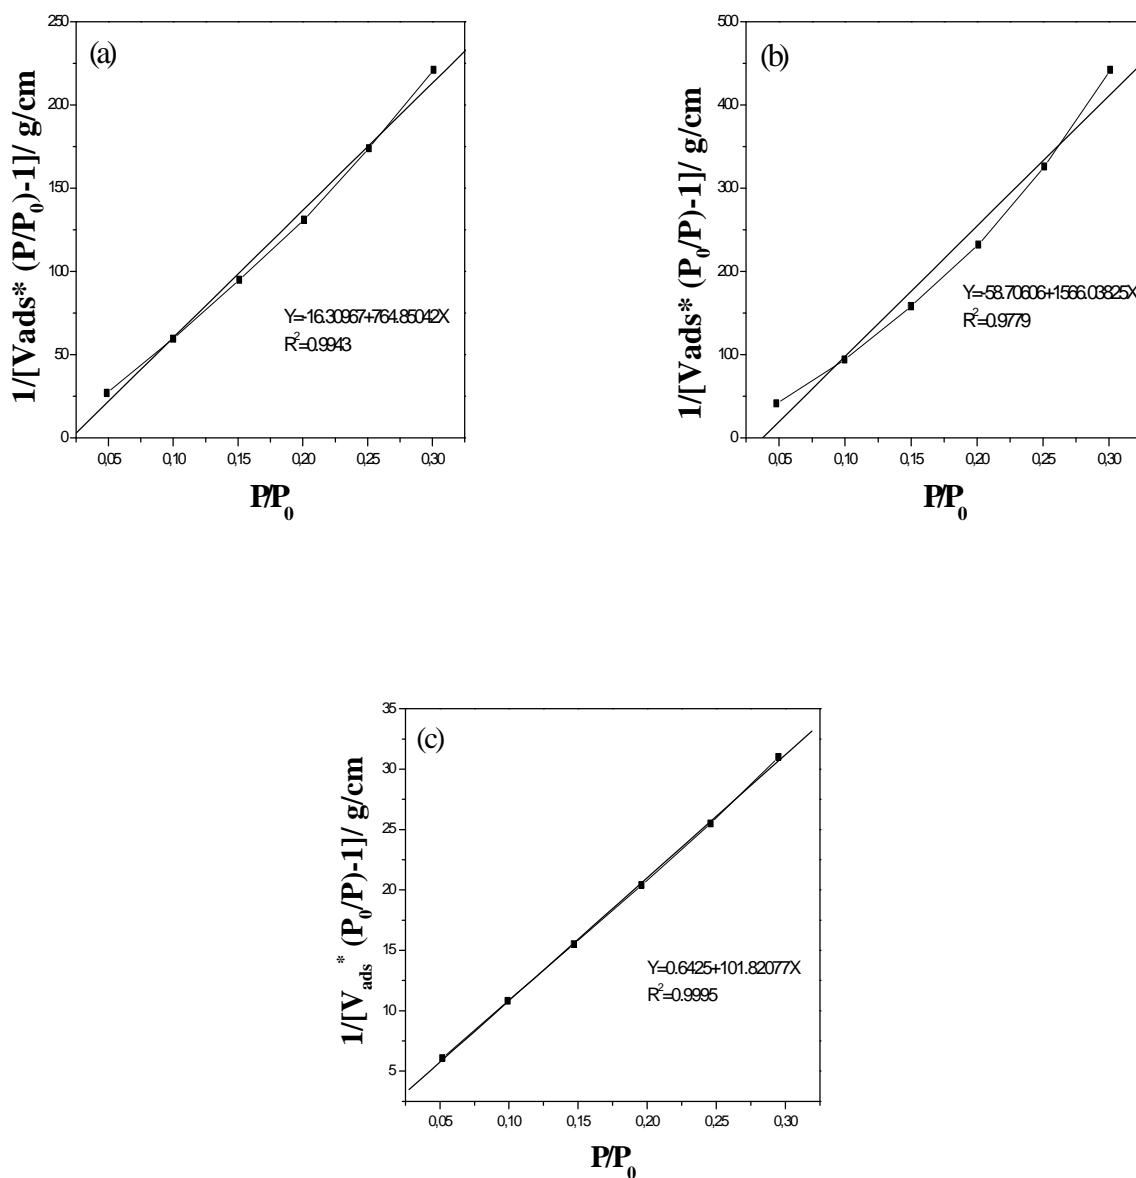 (a)
1/[Vads* (P/P0)-1]/ g/cm
250
200
150
100
50
0
Y=-16.30967+764.85042X
R2=0.9943
0,05 0,10 0,15 0,20 0,25 0,30
P/P0
(b)
1/[Vads* (P0/P)-1]/ g/cm
500
400
300
200
100
0
Y=-58.70606+1566.03825X
R2=0.9779
0,05 0,10 0,15 0,20 0,25 0,30
P/P0
(c)
1/[Vads* (P0/P)-1]/ g/cm
35
30
25
20
15
10
5
Y=0.6425+101.82077X
R2=0.9995
0,05 0,10 0,15 0,20 0,25 0,30
P/P0